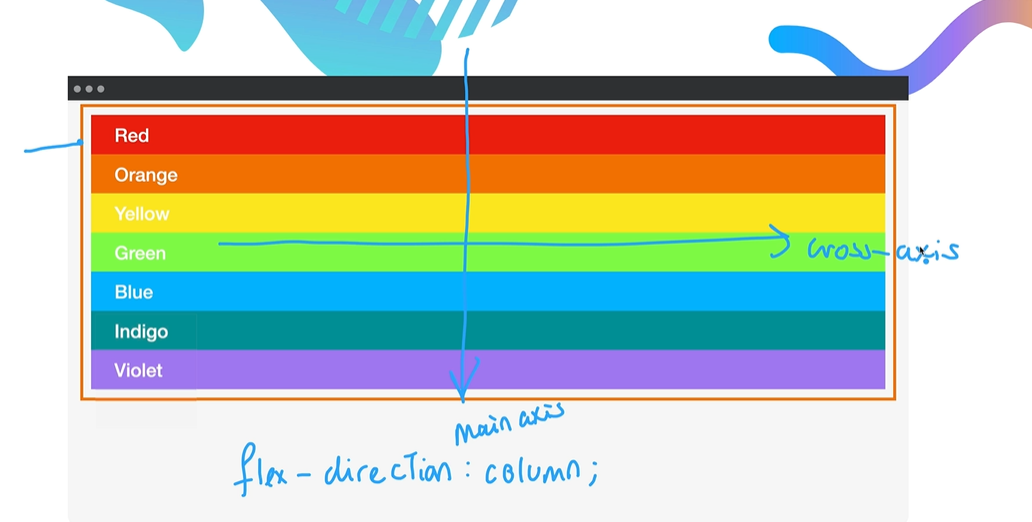 Red
Orange
Yellow
Green
cross-axis
Blue
Indigo
Violet
Main axis
flex-direction: column;